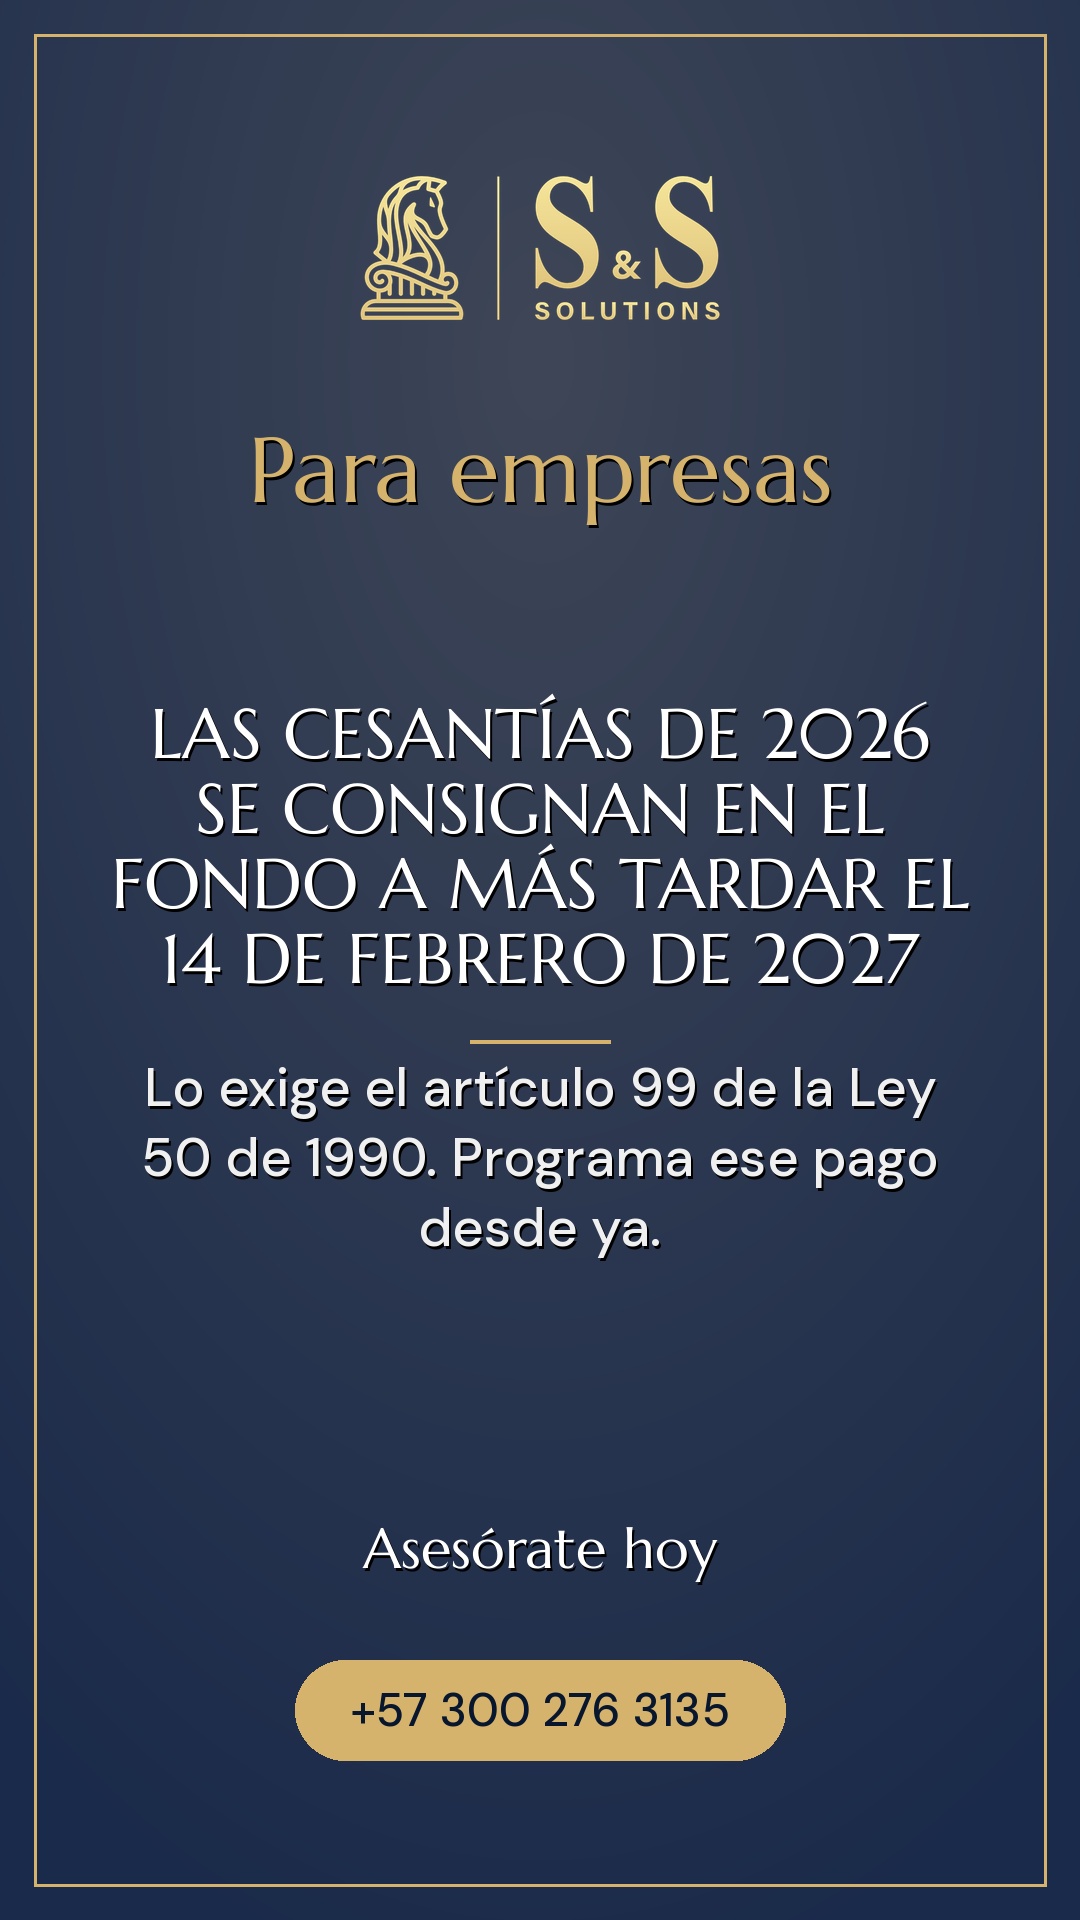 S&S
SOLUTIONS
Para empresas
LAS CESANTÍAS DE 2026
SE CONSIGNAN EN EL
FONDO A MÁS TARDAR EL
14 DE FEBRERO DE 2027
Lo exige el artículo 99 de la Ley
50 de 1990. Programa ese pago
desde ya.
Asesórate hoy
+57 300 276 3135